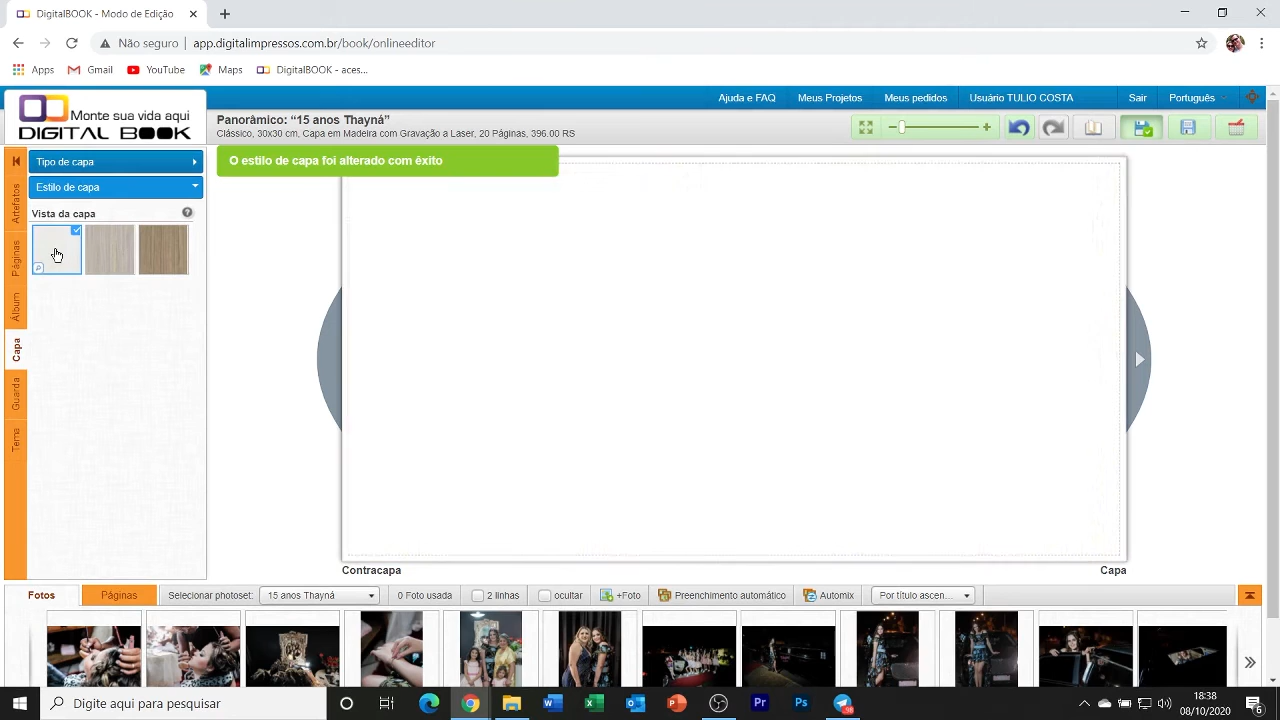 DigitalBOOK - Modo de Edição
Não seguro
app.digitalimpressos.com.br/book/onlineeditor
Apps
Gmail
YouTube
Maps
DigitalBOOK - aces...
Monte sua vida aqui
DIGITAL BOOK
Ajuda e FAQ
Meus Projetos
Meus pedidos
Usuário TULIO COSTA
Sair
Português
Panorâmico: “15 anos Thayná”
Clássico, 30x30 cm, Capa em Madeira com Gravação a Laser, 20 Páginas, 396.00 RS
O estilo de capa foi alterado com êxito
Tipo de capa
Estilo de capa
Vista da capa
Artefatos
Páginas
Álbum
Capa
Guarda
Tema
Contracapa
Capa
Fotos
Páginas
Selecionar photoset:
15 anos Thayná
0 Foto usada
2 linhas
ocultar
+Foto
Preenchimento automático
Automix
Por título ascen...
Digite aqui para pesquisar
98
18:38
08/10/2020
6